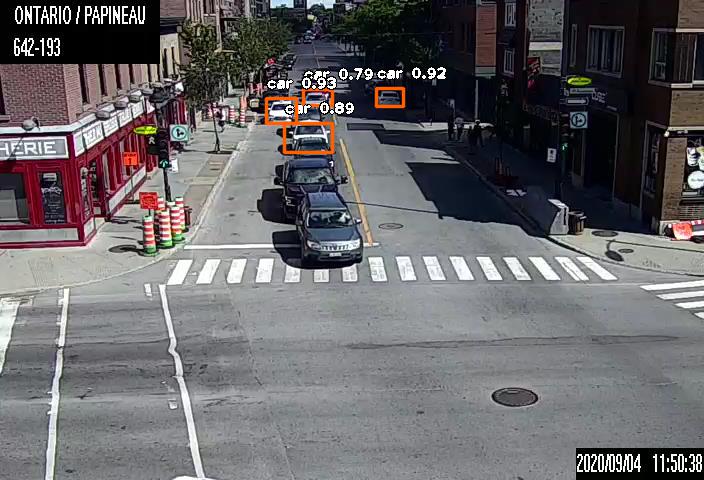 ONTARIO / PAPINEAU
642-193
car 0.93
car 0.79
car 0.92
car 0.89
HERIE
2020/09/04 11:50:38